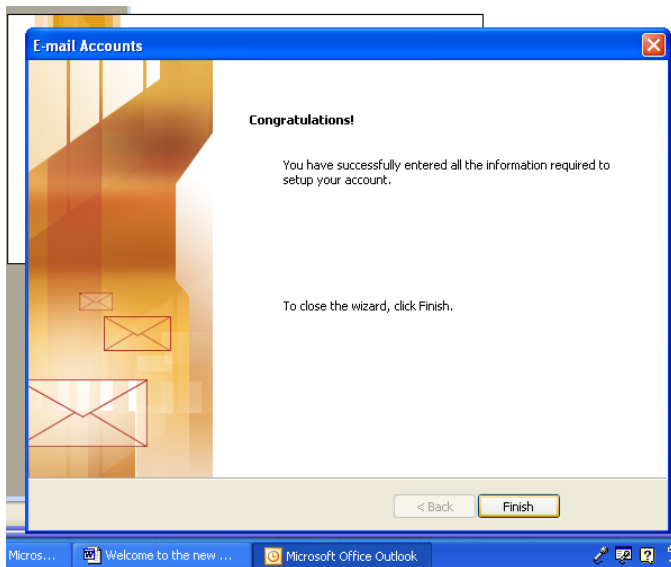 E-mail Accounts
Congratulations!
You have successfully entered all the information required to
setup your account.
To close the wizard, click Finish.
< Back
Finish
Micros...
Welcome to the new ...
Microsoft Office Outlook